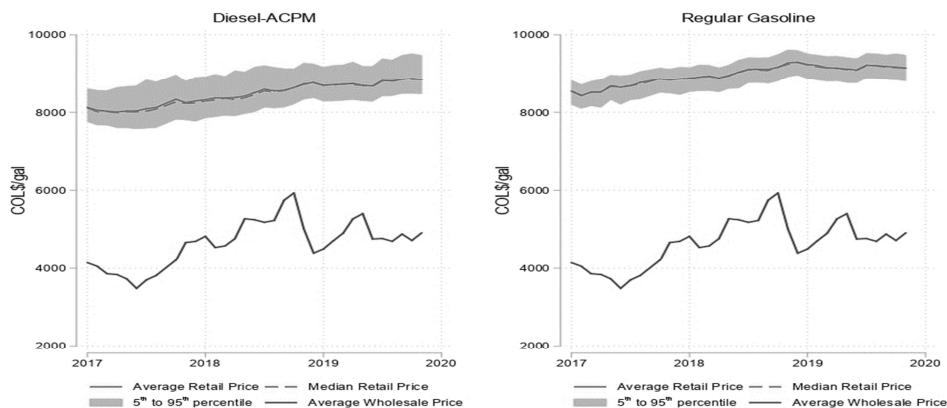 Diesel-ACPM
10000
8000
6000
4000
2000
COL$/gal
2017 2018 2019 2020
Average Retail Price Median Retail Price
5th to 95th percentile Average Wholesale Price
Regular Gasoline
10000
8000
6000
4000
2000
COL$/gal
2017 2018 2019 2020
Average Retail Price Median Retail Price
5th to 95th percentile Average Wholesale Price